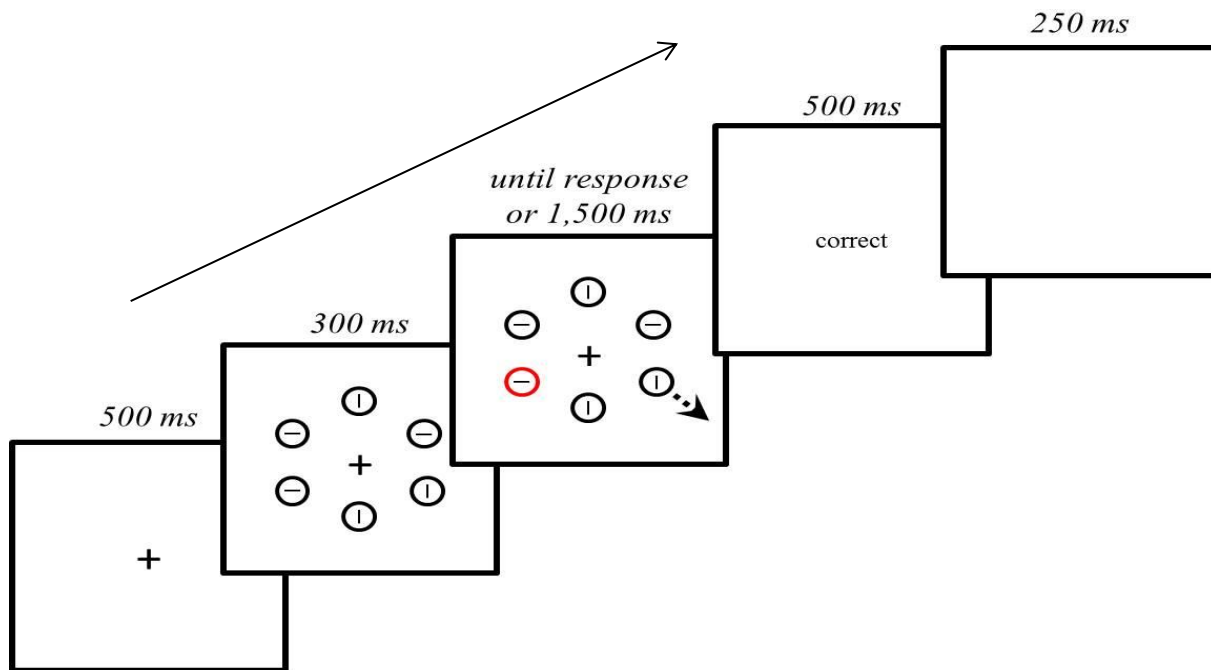 500 ms
300 ms
until response
or 1,500 ms
500 ms
correct
250 ms